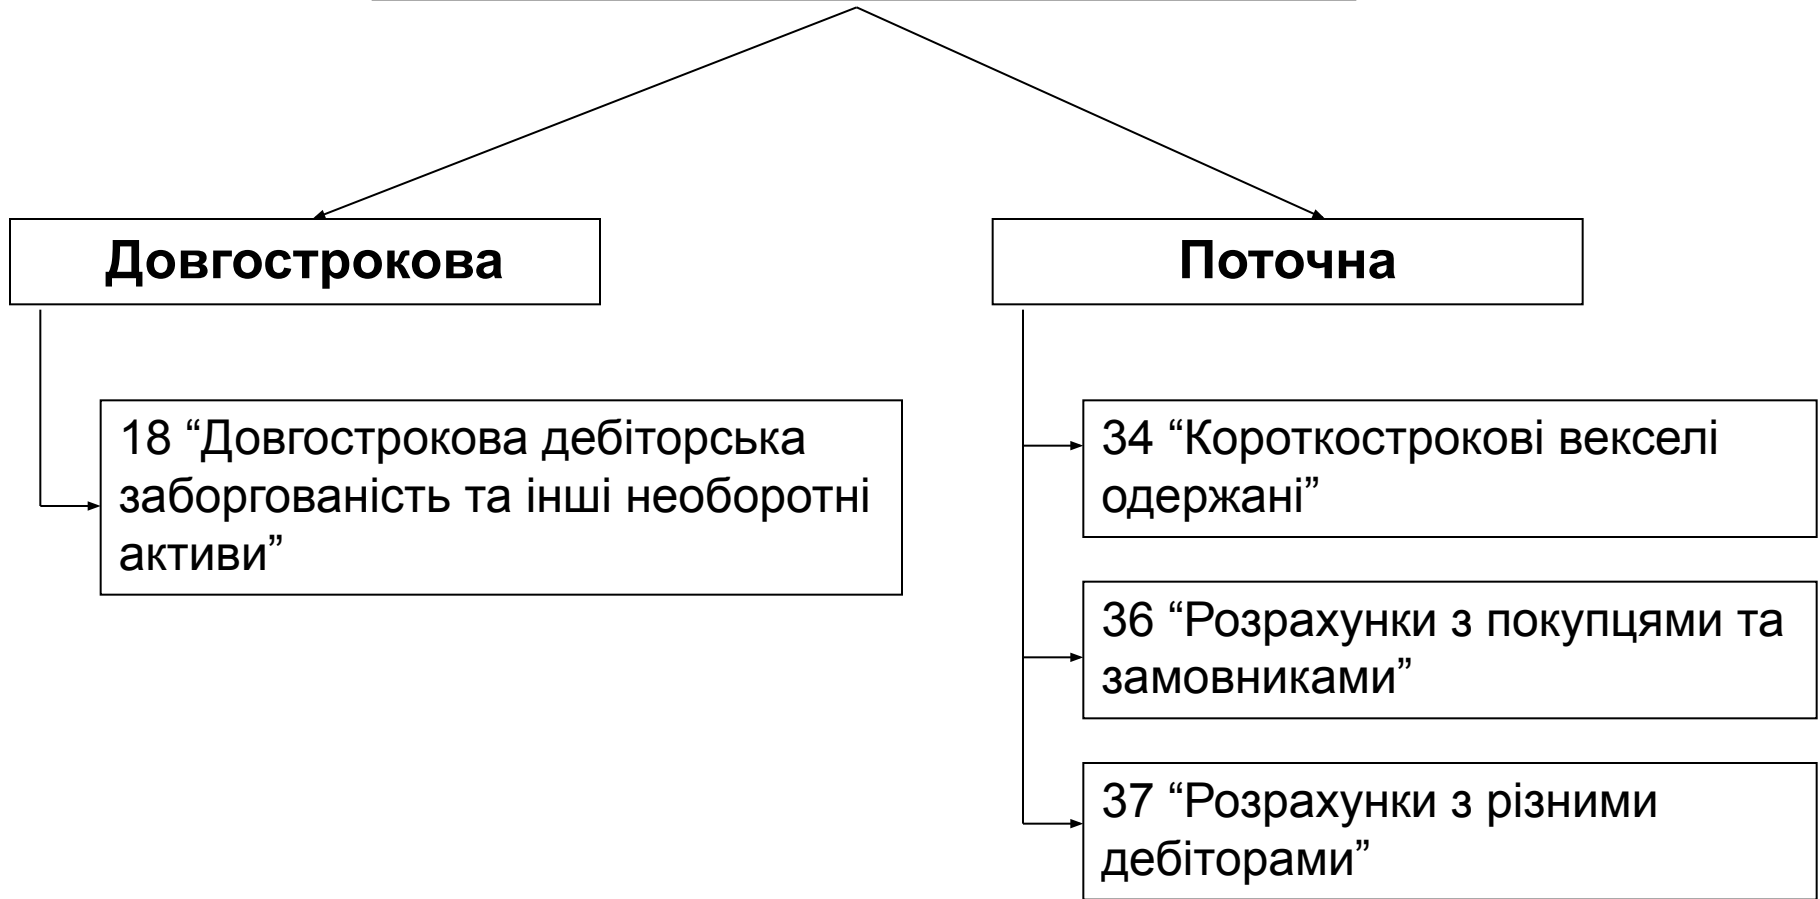 Довгострокова
18 “Довгострокова дебіторська
заборгованість та інші необоротні
активи”
Поточна
34 “Короткострокові векселі
одержані”
36 “Розрахунки з покупцями та
замовниками”
37 “Розрахунки з різними
дебіторами”